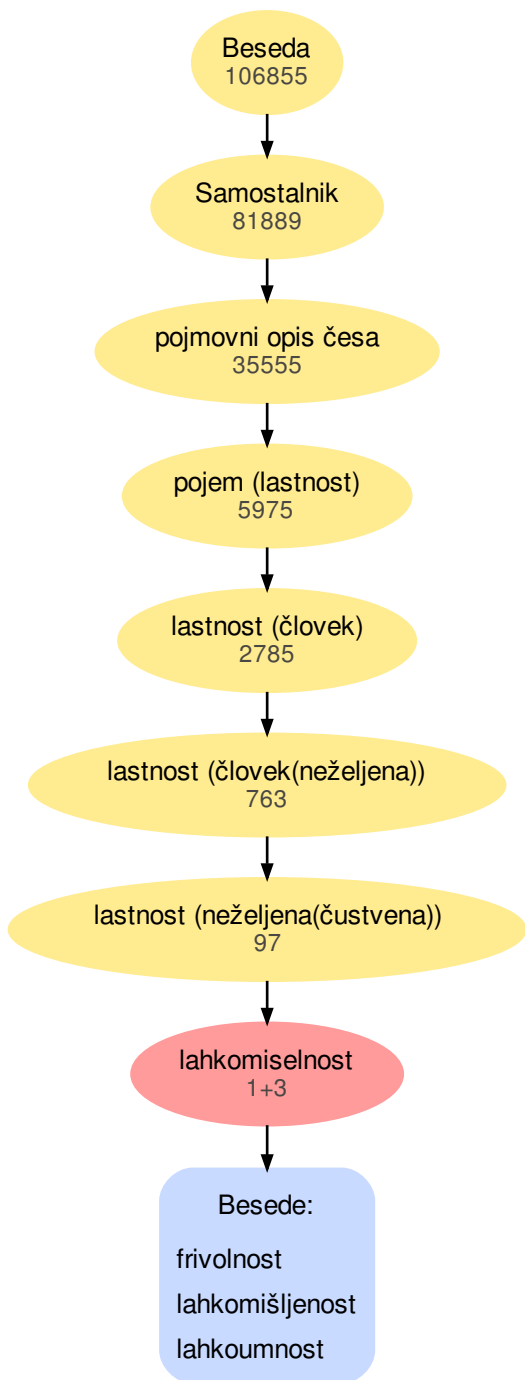 Beseda
106855
Samostalnik
81889
pojmovni opis česa
35555
pojem (lastnost)
5975
lastnost (človek)
2785
lastnost (človek(neželjena))
763
lastnost (neželjena(čustvena))
97
lahkomiselnost
1+3
Besede:
frivolnost
lahkomišljenost
lahkoumnost